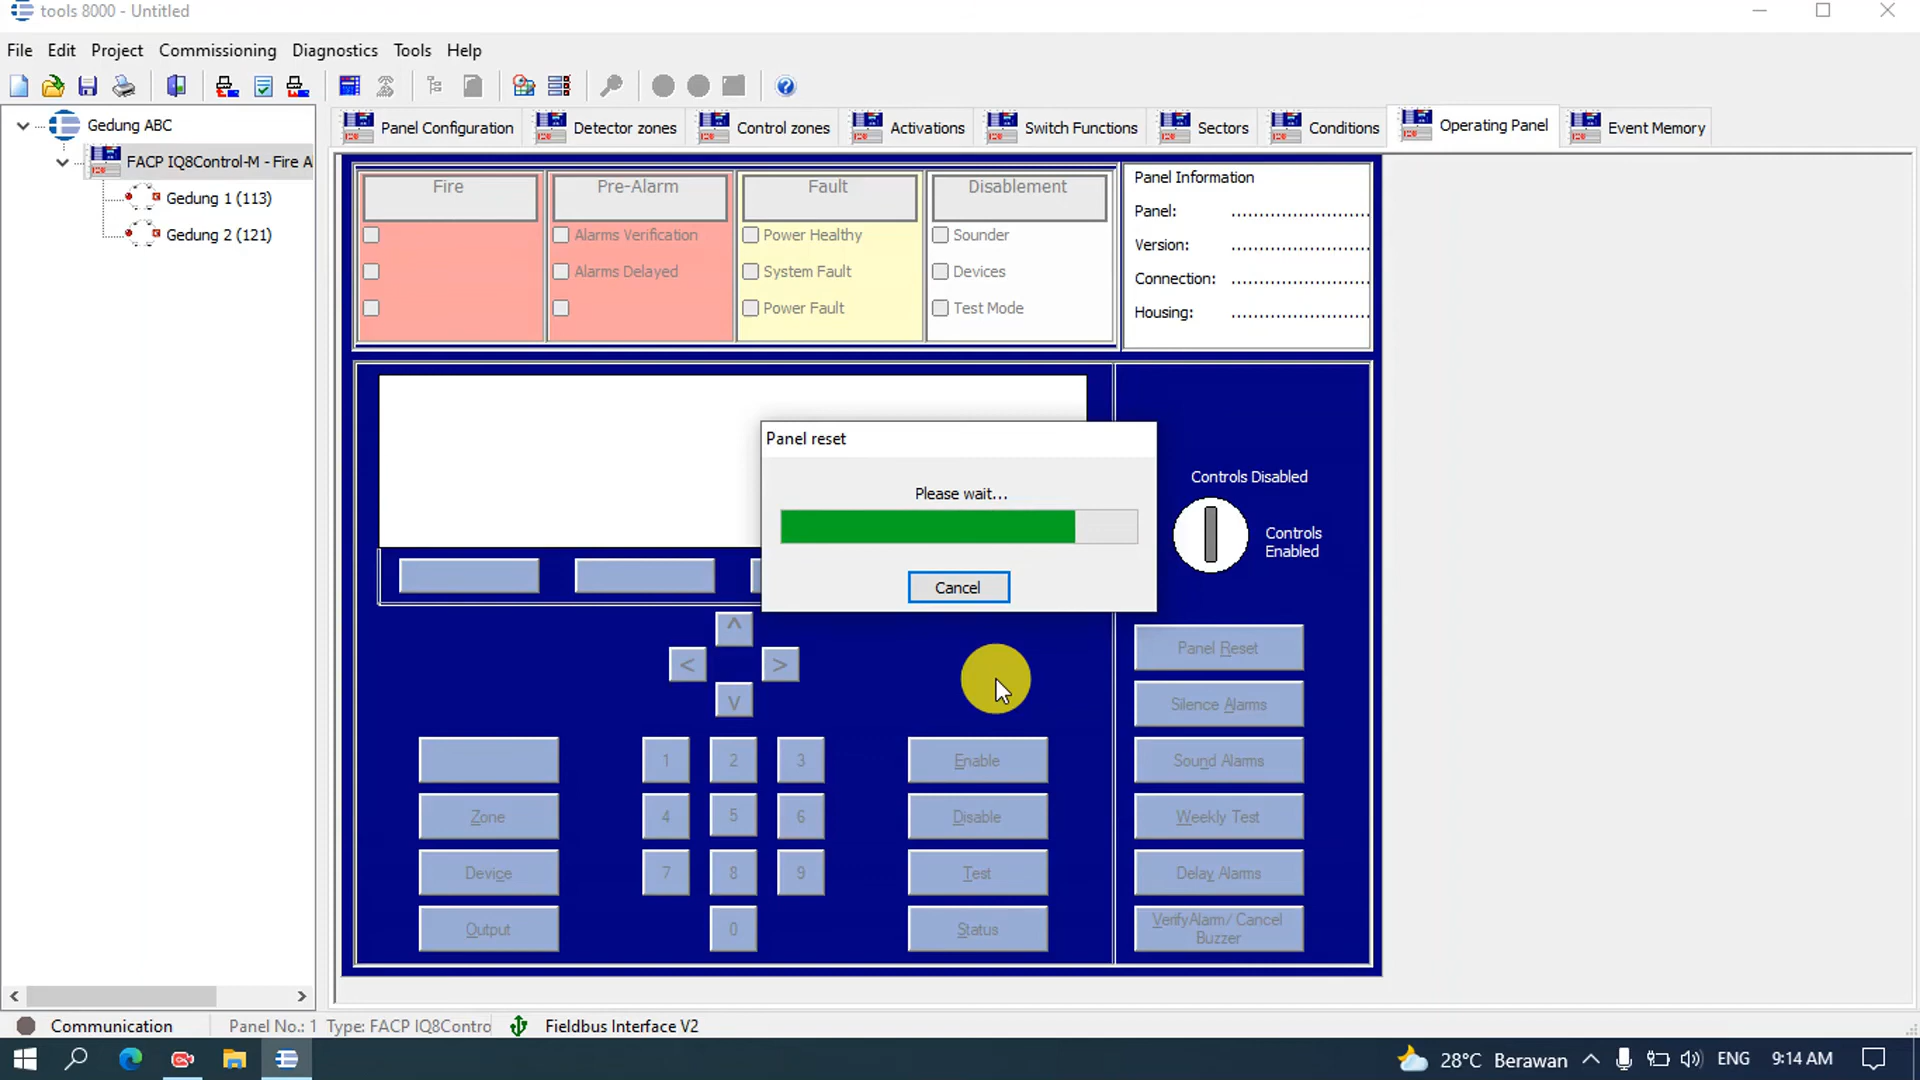 tools 8000 - Untitled
File Edit Project Commissioning Diagnostics Tools Help
Gedung ABC
FACP IQ8Control-M - Fire A
Gedung 1 (113)
Gedung 2 (121)
Panel Configuration Detector zones Control zones Activations Switch Functions Sectors Conditions Operating Panel Event Memory
Fire Pre-Alarm Fault Disablement
Alarms Verification Power Healthy Sounder
Alarms Delayed System Fault Devices
Power Fault Test Mode
Panel Information
Panel: ....................
Version: ....................
Connection: ....................
Housing: ....................
Panel reset
Please wait...
Cancel
Controls Disabled
Controls
Enabled
^
< >
v
1 2 3
4 5 6
7 8 9
0
Zone
Device
Output
Enable
Disable
Test
Status
Panel Reset
Silence Alarms
Sound Alarms
Weekly Test
Delay Alarms
VerifyAlarm/ Cancel
Buzzer
Communication Panel No.: 1 Type: FACP IQ8Contro Fieldbus Interface V2
28°C Berawan ENG 9:14 AM